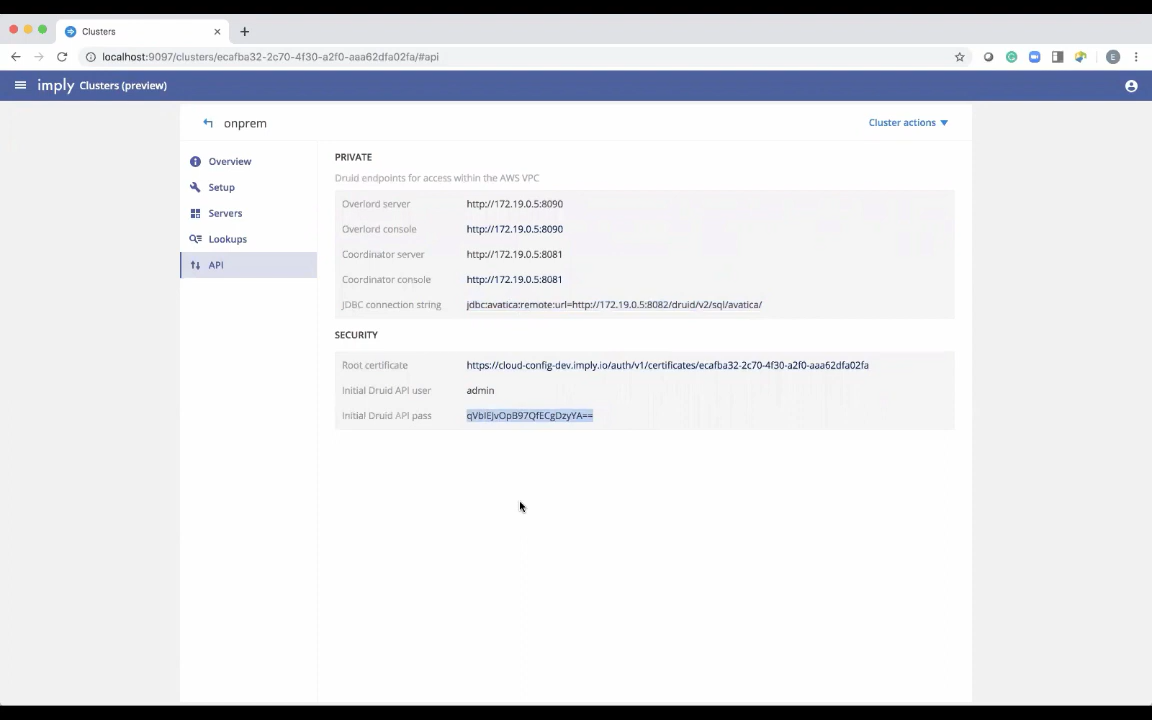 Clusters
localhost:9097/clusters/ecafba32-2c70-4f30-a2f0-aaa62dfa02fa/#api
E
imply Clusters (preview)
onprem
Cluster actions
Overview
Setup
Servers
Lookups
API
PRIVATE
Druid endpoints for access within the AWS VPC
Overlord server http://172.19.0.5:8090
Overlord console http://172.19.0.5:8090
Coordinator server http://172.19.0.5:8081
Coordinator console http://172.19.0.5:8081
JDBC connection string jdbc:avatica:remote:url=http://172.19.0.5:8082/druid/v2/sql/avatica/
SECURITY
Root certificate https://cloud-config-dev.imply.io/auth/v1/certificates/ecafba32-2c70-4f30-a2f0-aaa62dfa02fa
Initial Druid API user admin
Initial Druid API pass